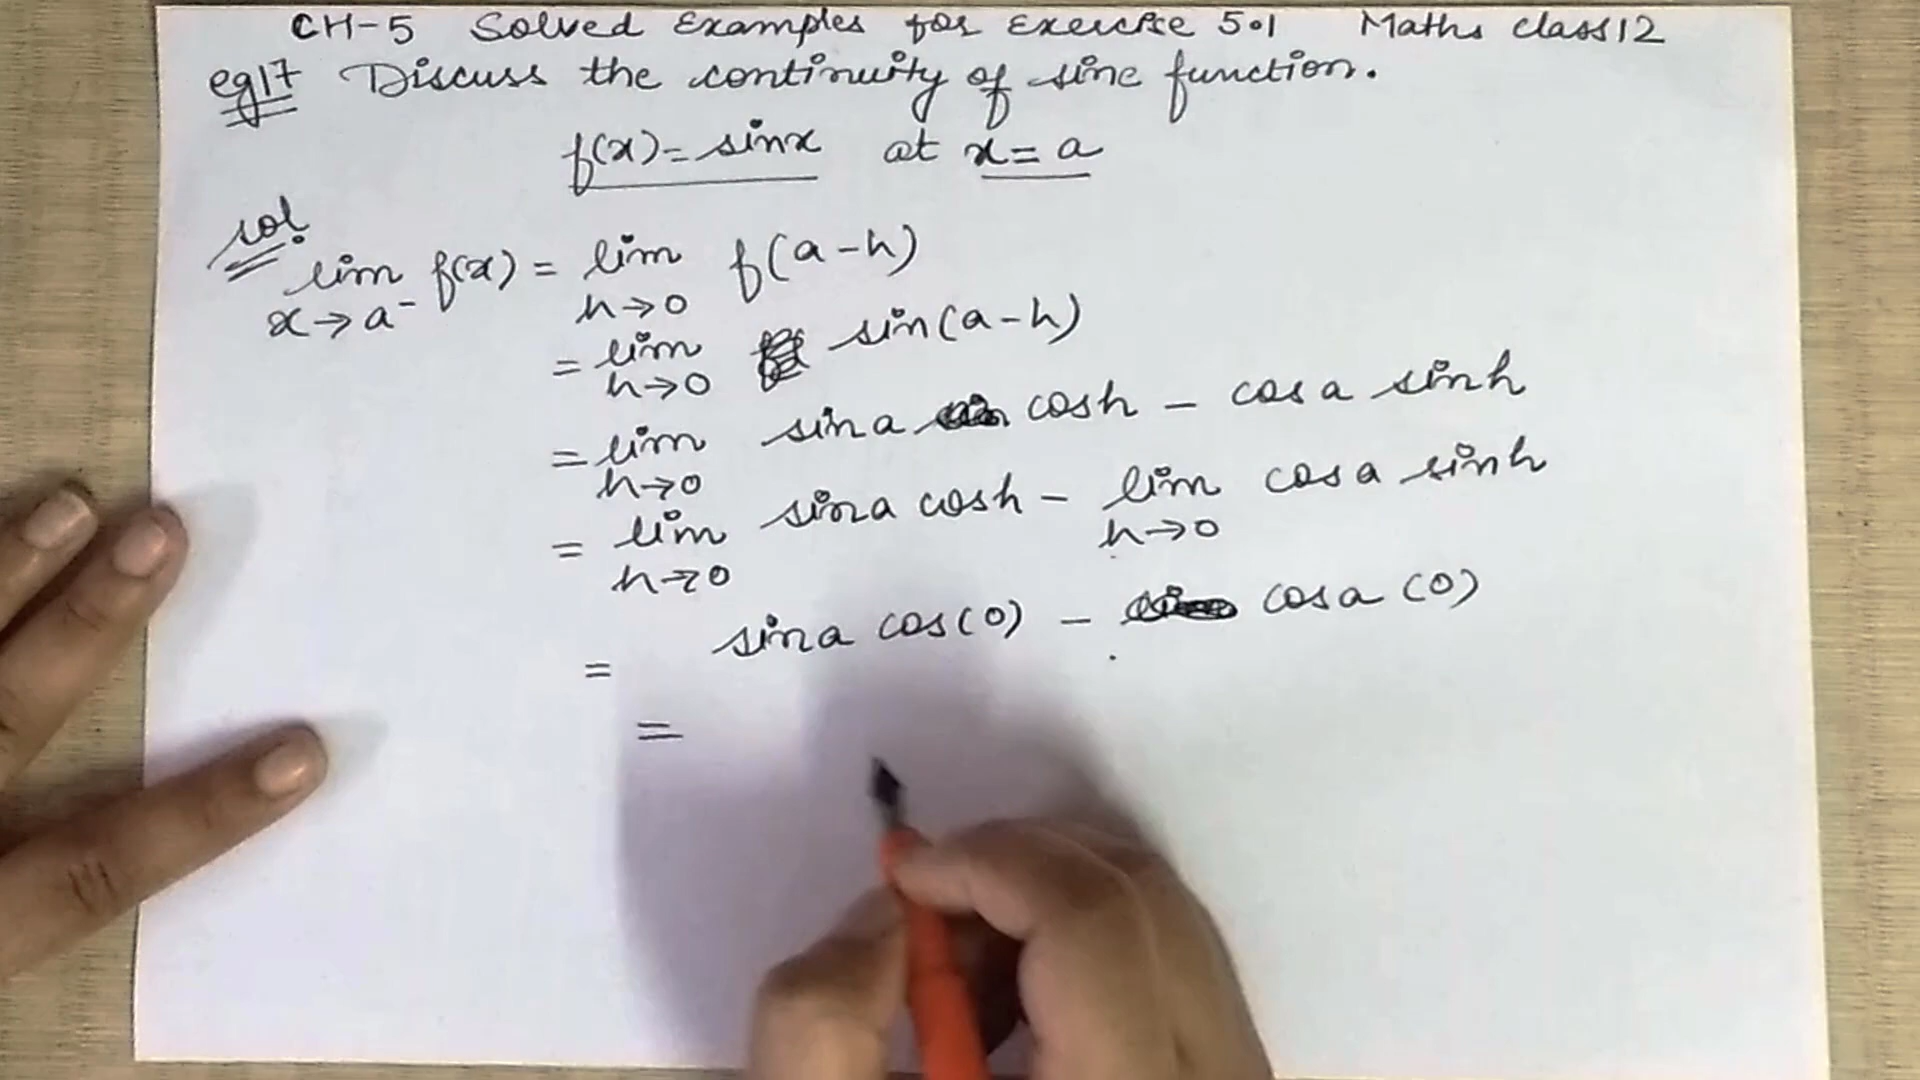 CH-5 Solved Examples for Exercise 5.1 Maths class 12
eg17 Discuss the continuity of sine function.
f(x) = sinx at x = a
sol.
lim f(x) = lim f(a-h)
x→a⁻ h→0
= lim sin(a-h)
h→0
= lim sina cosh - cosa sinh
h→0
= lim sina cosh - lim cosa sinh
h→0 h→0
= sina cos(0) - cosa (0)
=